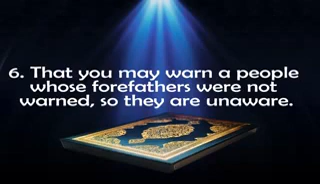 6. That you may warn a people
whose forefathers were not
warned, so they are unaware.